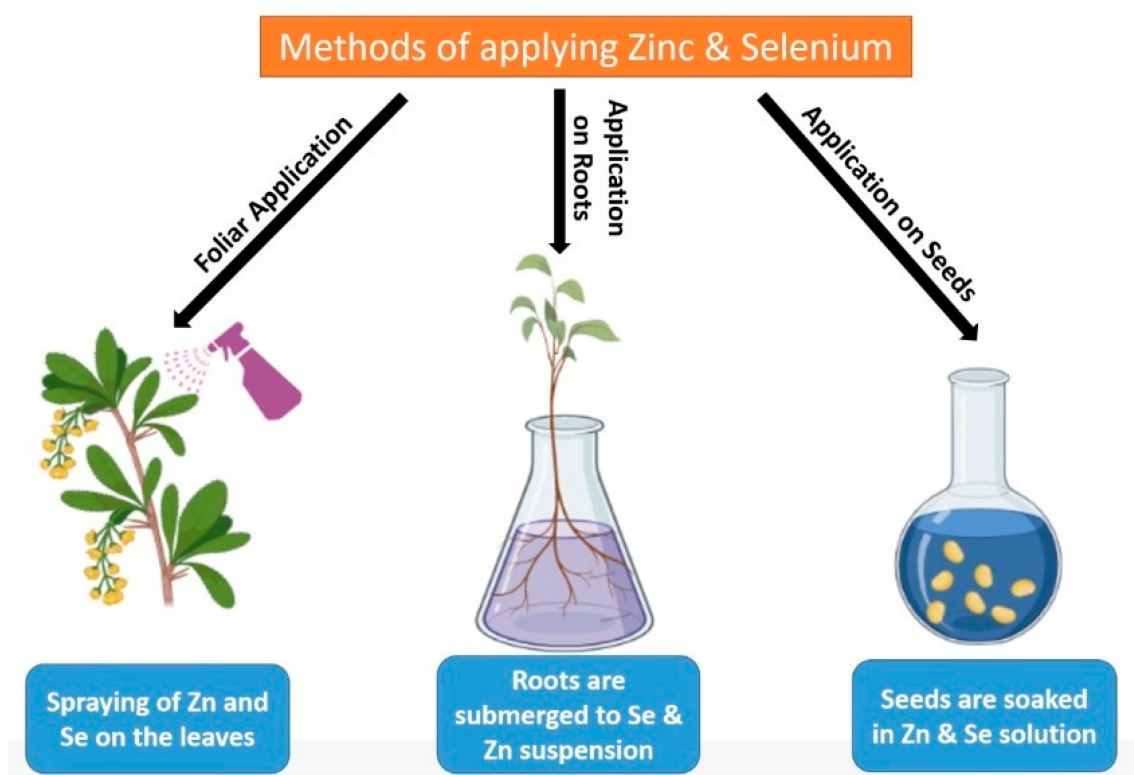 Methods of applying Zinc & Selenium
Foliar Application
Application
on Roots
Application on Seeds
Spraying of Zn and
Se on the leaves
Roots are
submerged to Se &
Zn suspension
Seeds are soaked
in Zn & Se solution